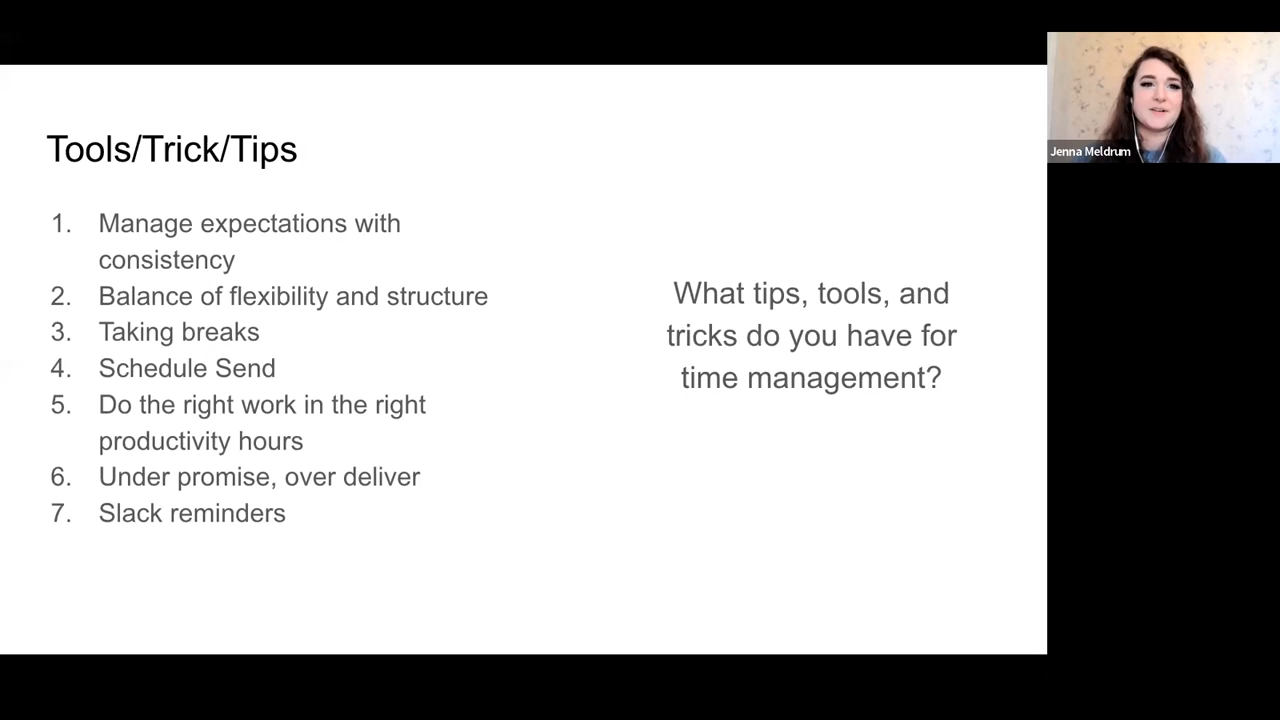 Tools/Trick/Tips
1. Manage expectations with
consistency
2. Balance of flexibility and structure
3. Taking breaks
4. Schedule Send
5. Do the right work in the right
productivity hours
6. Under promise, over deliver
7. Slack reminders
What tips, tools, and
tricks do you have for
time management?
Jenna Meldrum